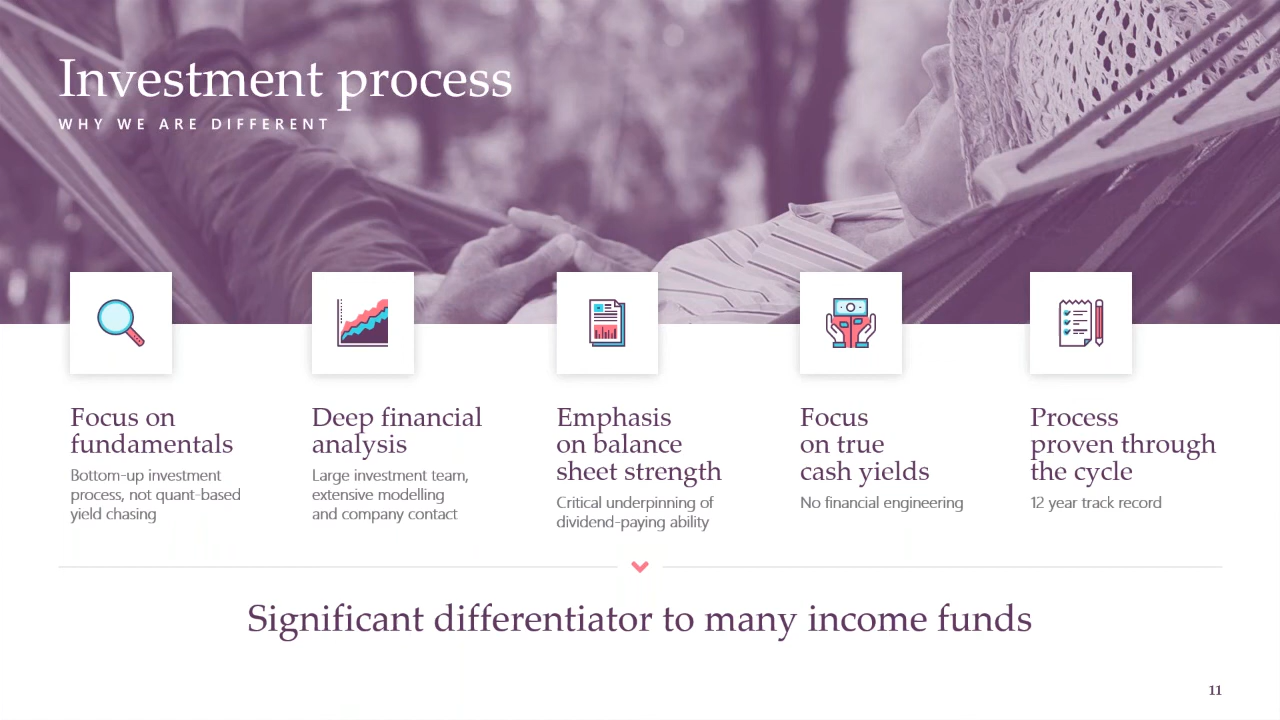 Investment process
WHY WE ARE DIFFERENT
Focus on
fundamentals
Bottom-up investment
process, not quant-based
yield chasing
Deep financial
analysis
Large investment team,
extensive modelling
and company contact
Emphasis
on balance
sheet strength
Critical underpinning of
dividend-paying ability
Focus
on true
cash yields
No financial engineering
Process
proven through
the cycle
12 year track record
Significant differentiator to many income funds
11